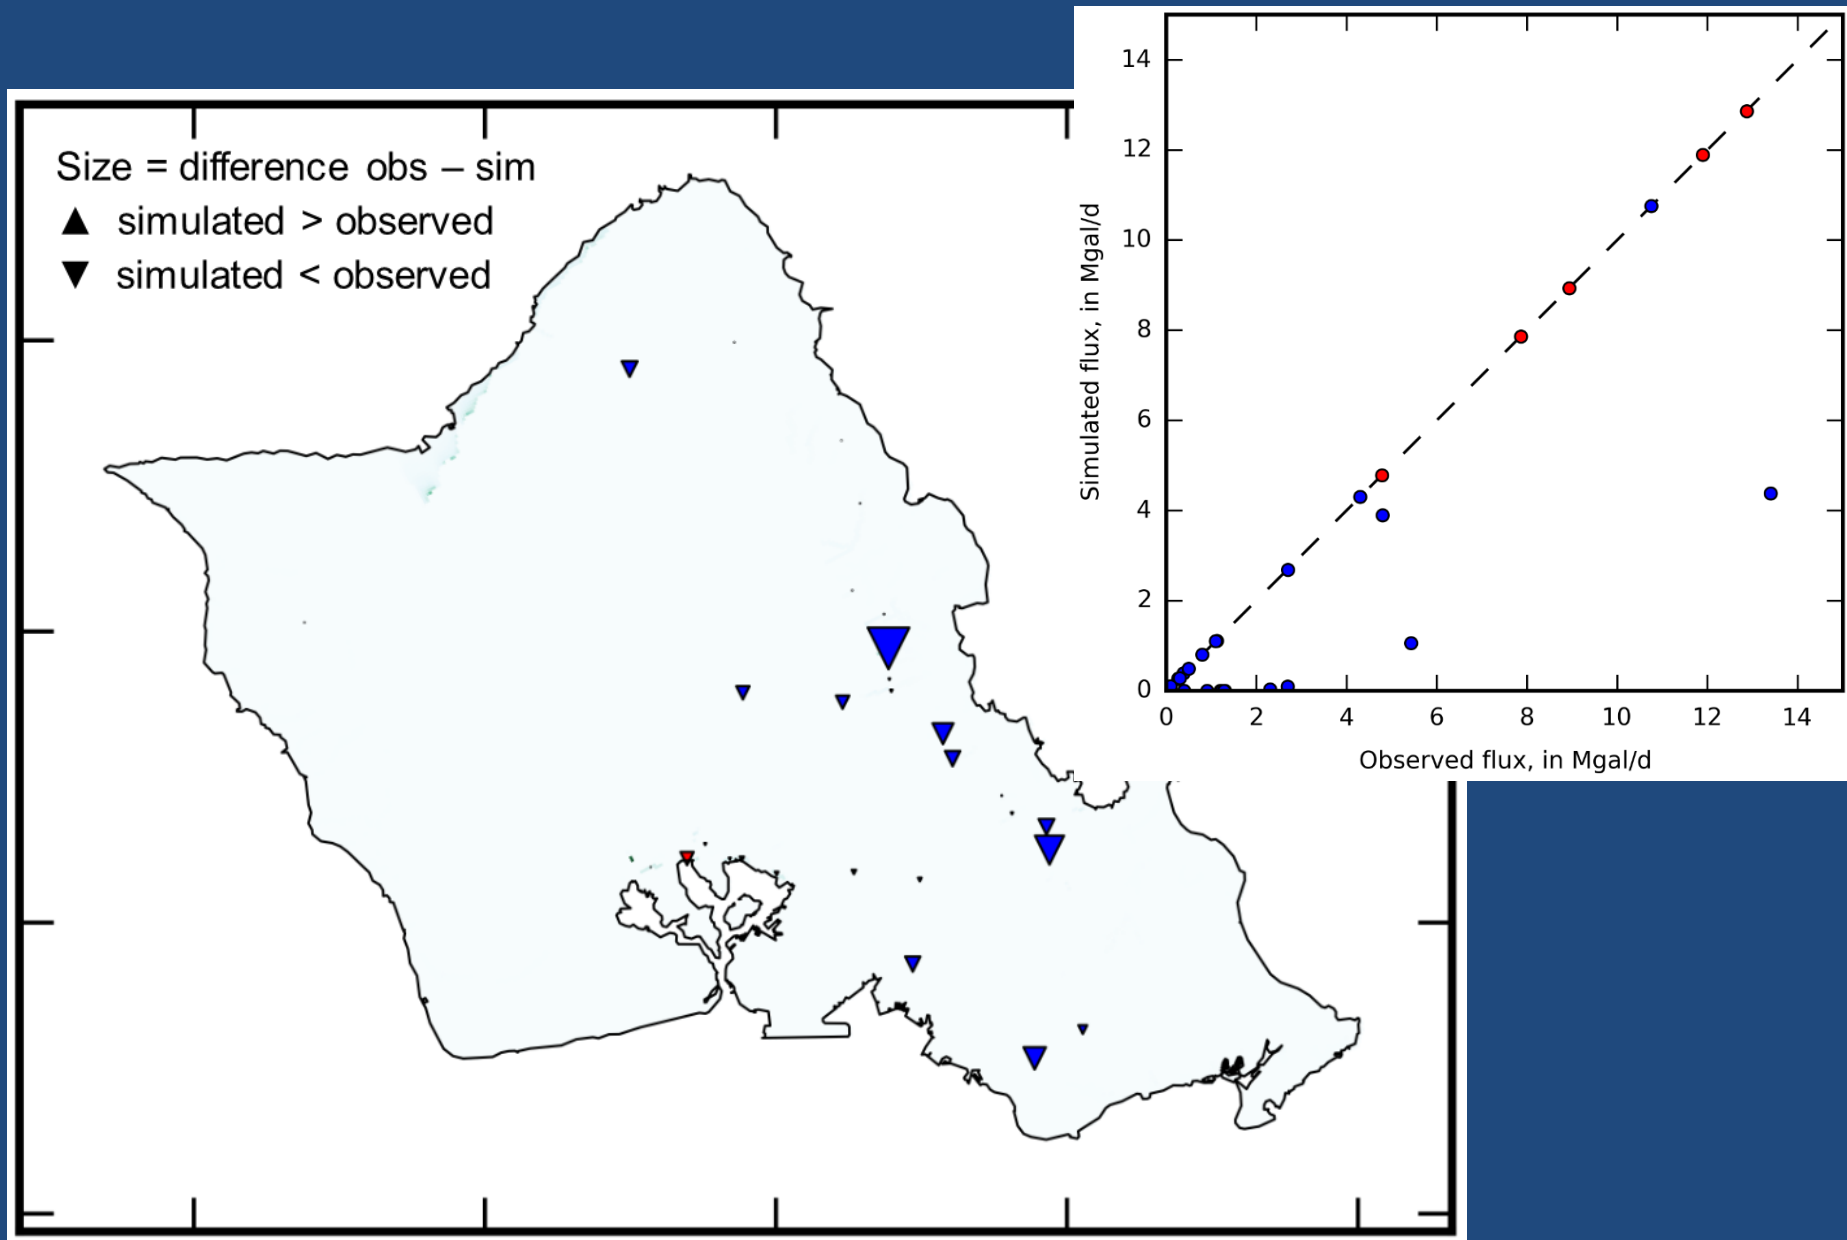 Size = difference obs – sim
▲ simulated > observed
▼ simulated < observed
14
12
10
8
6
4
2
0
Simulated flux, in Mgal/d
0 2 4 6 8 10 12 14
Observed flux, in Mgal/d